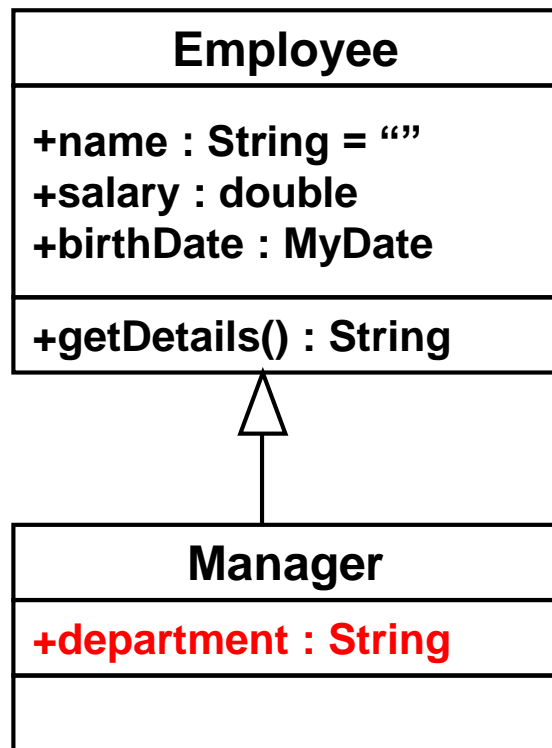 Employee
+name : String = “”
+salary : double
+birthDate : MyDate
+getDetails() : String
Manager
+department : String